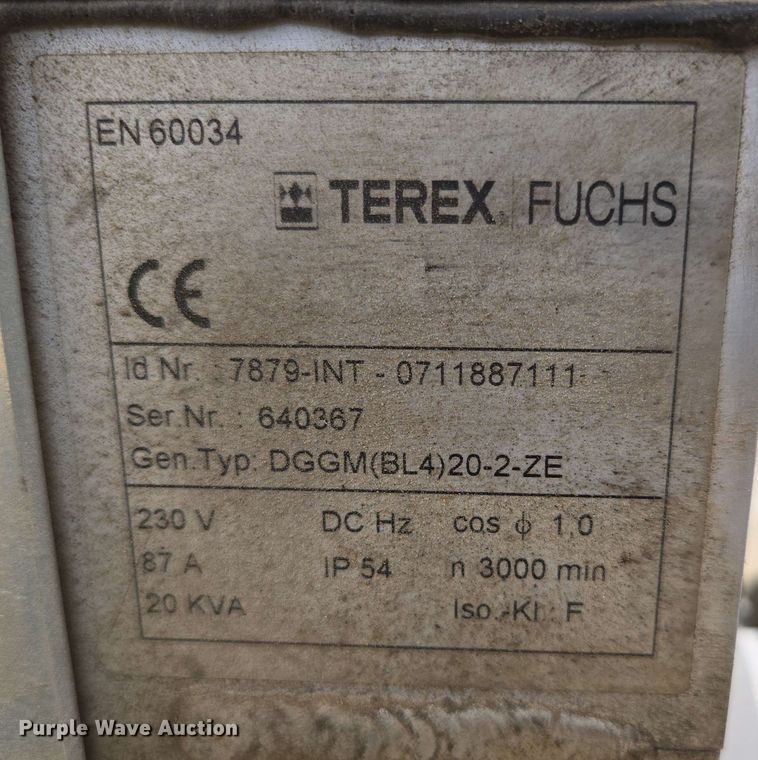 EN 60034
TEREX FUCHS
CE
Id Nr. : 7879-INT - 0711887111
Ser.Nr. : 640367
Gen.Typ: DGGM(BL4)20-2-ZE
230 V DC Hz cos ϕ 1,0
87 A IP 54 n 3000 min
20 KVA Iso.-Kl : F
Purple Wave Auction